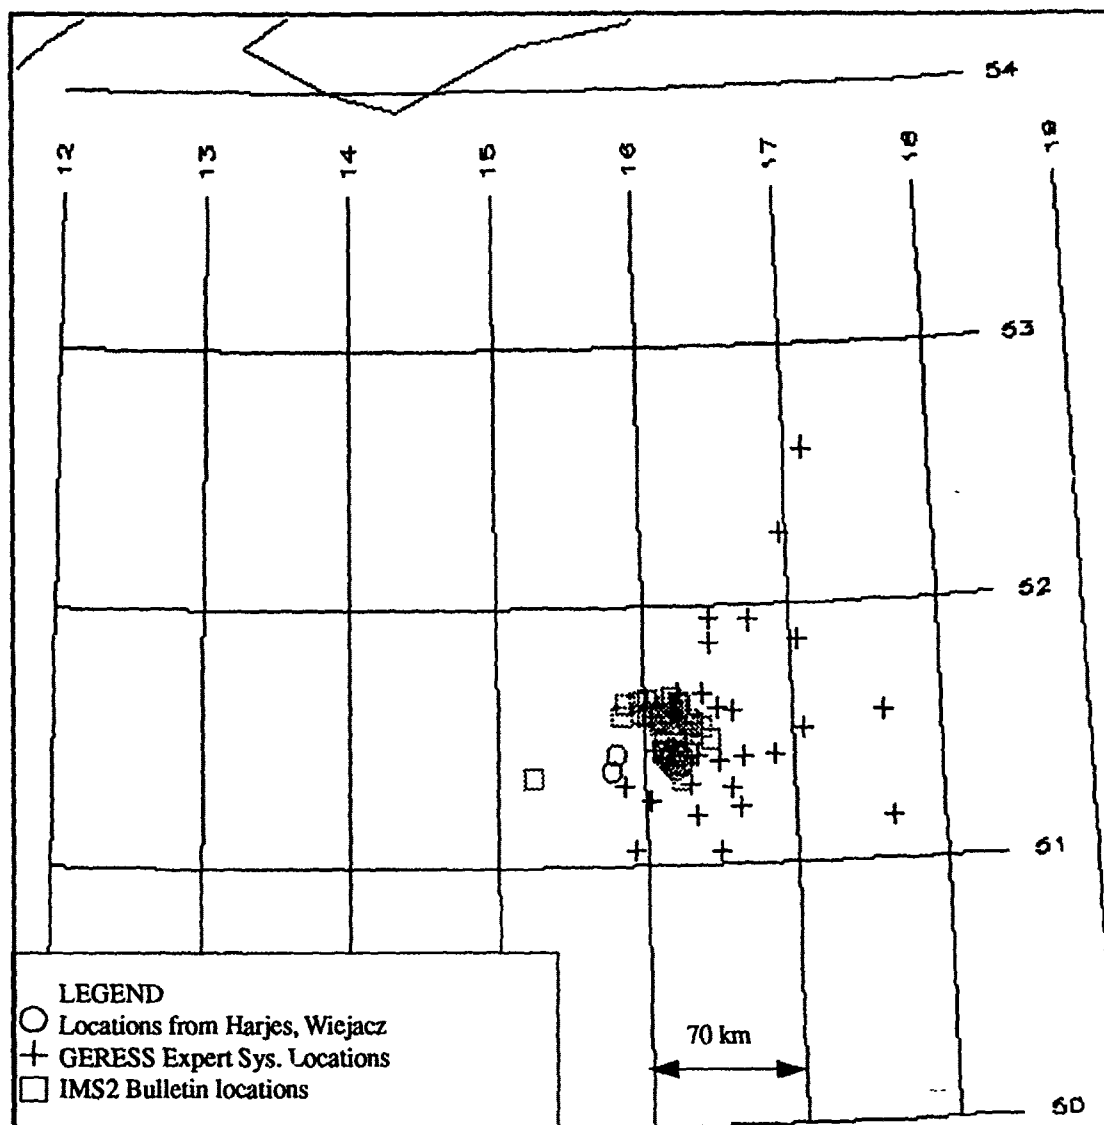 54
12
13
14
15
16
17
18
19
53
52
51
LEGEND
Locations from Harjes, Wiejacz
GERESS Expert Sys. Locations
IMS2 Bulletin locations
70 km
50